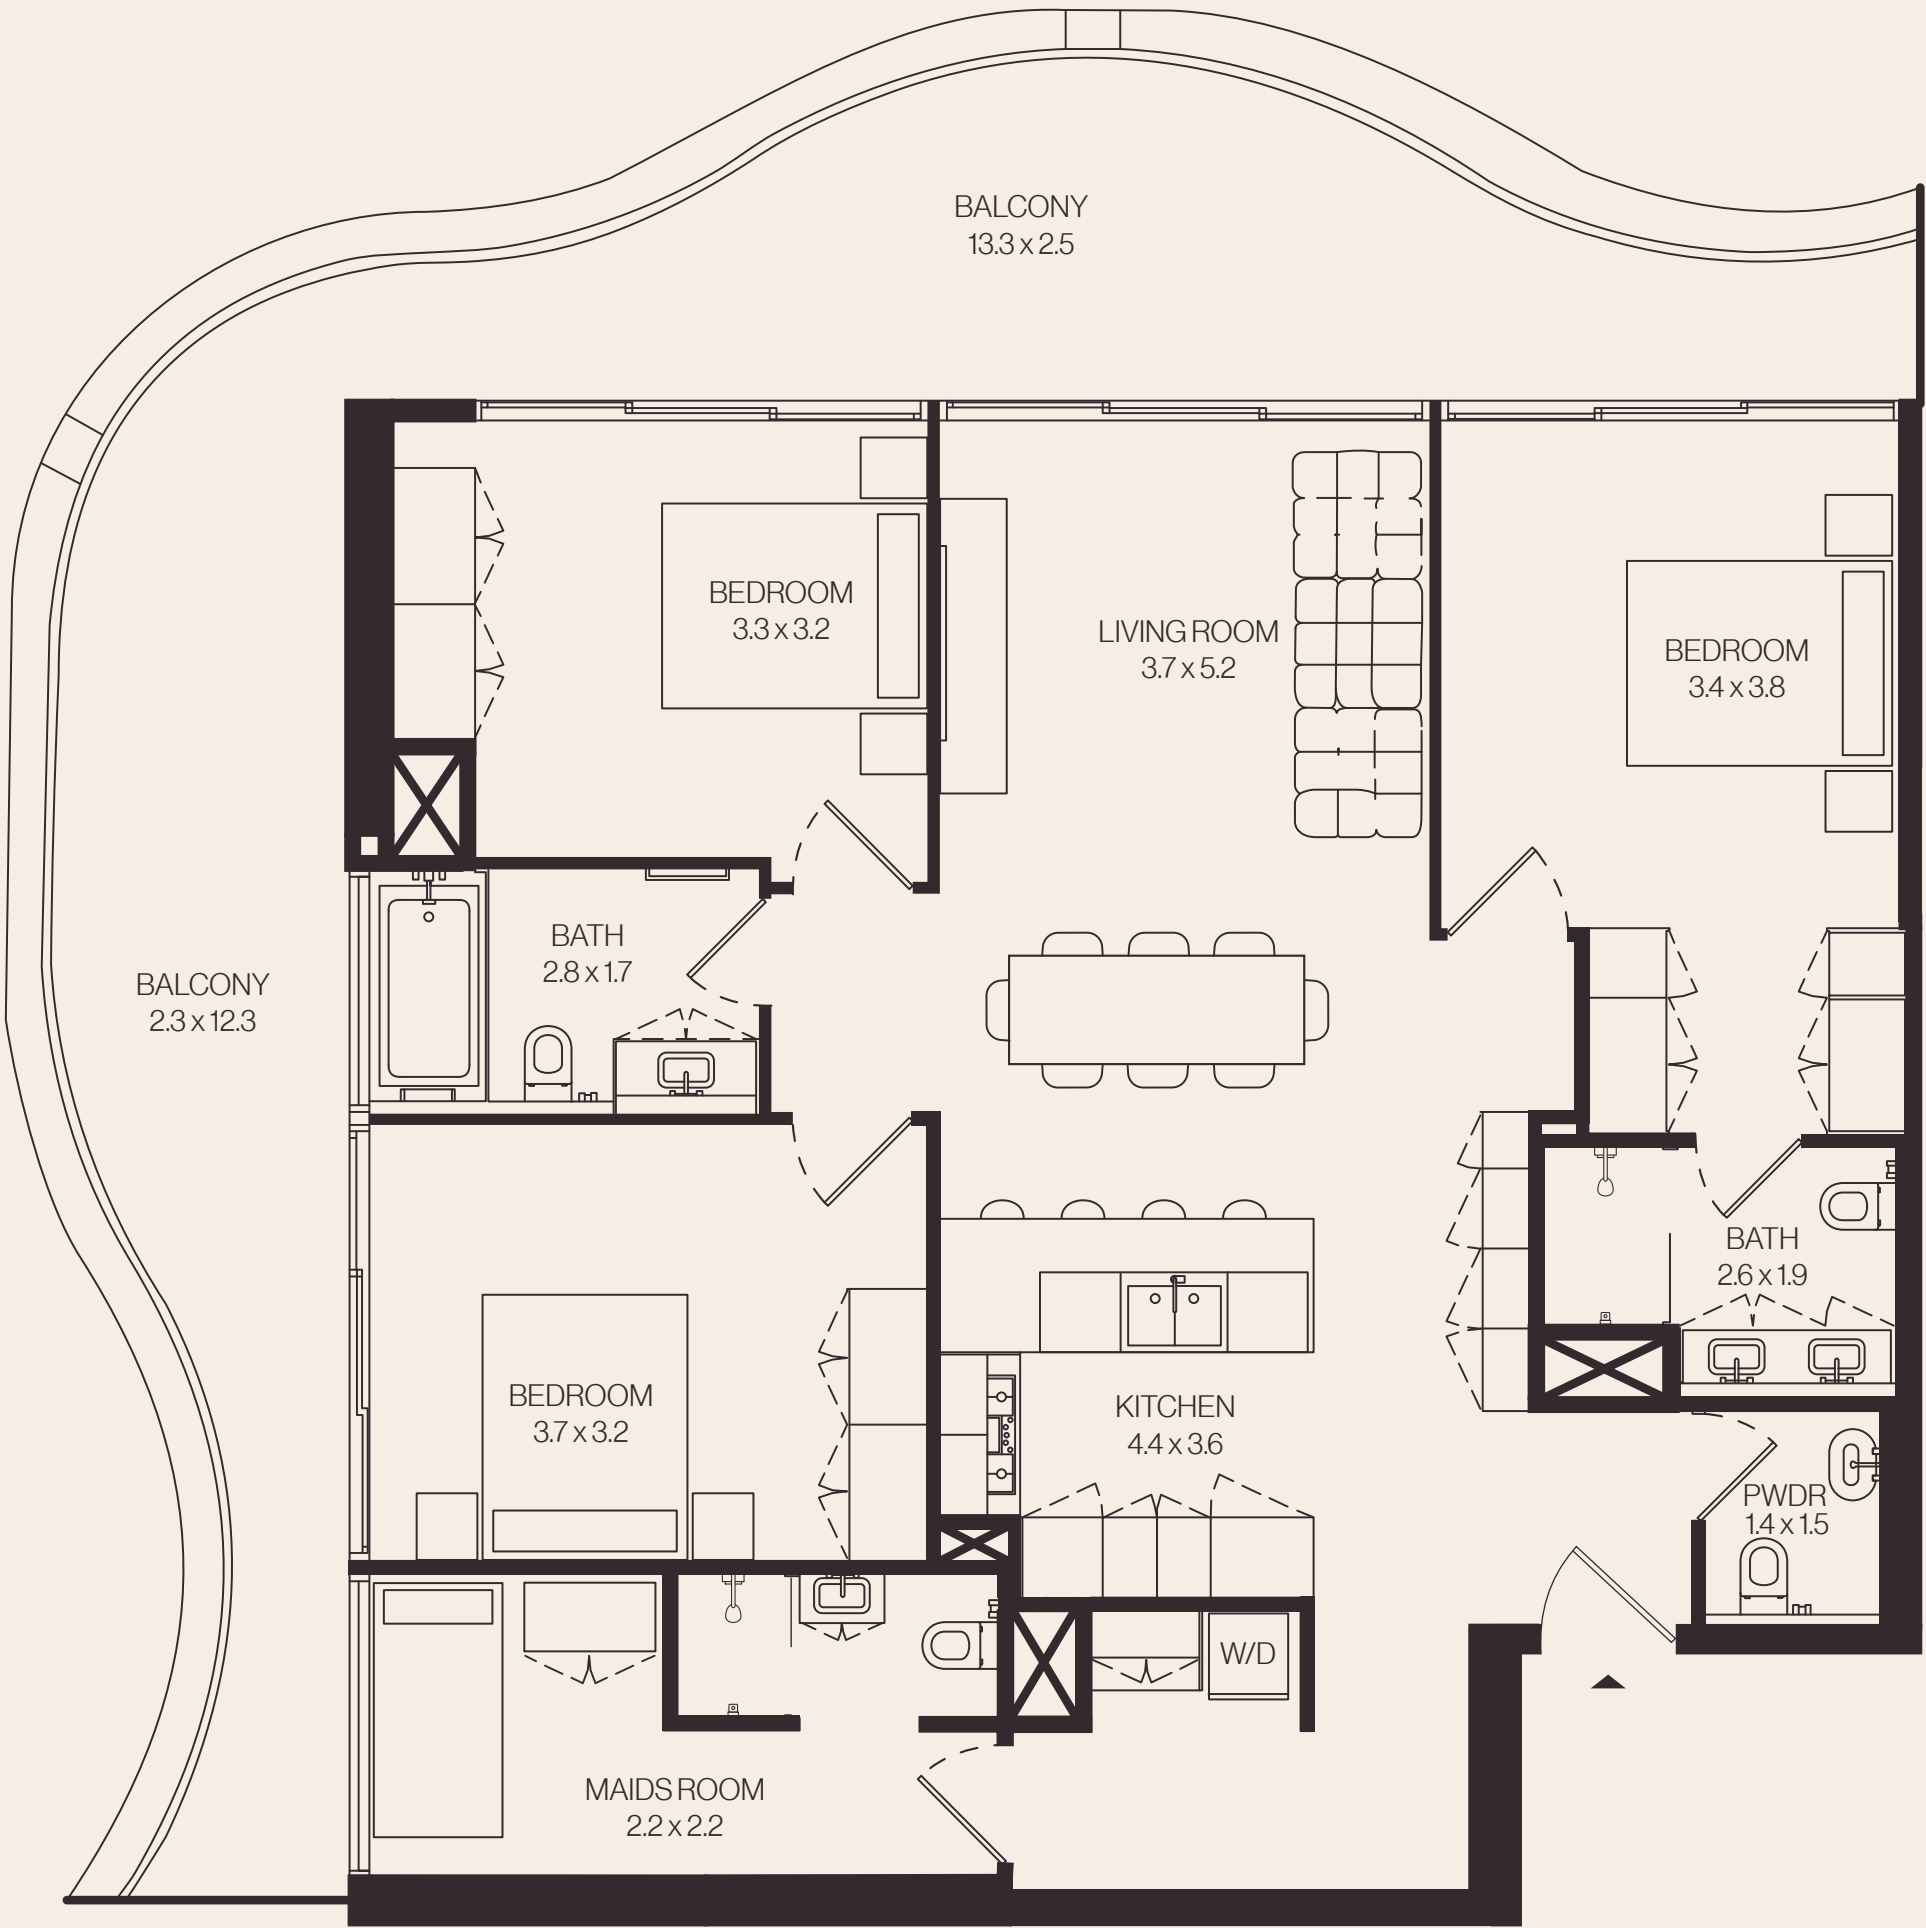 BALCONY
13.3 x 2.5
BEDROOM
3.3 x 3.2
LIVING ROOM
3.7 x 5.2
BEDROOM
3.4 x 3.8
BATH
2.8 x 1.7
BALCONY
2.3 x 12.3
BATH
2.6 x 1.9
BEDROOM
3.7 x 3.2
KITCHEN
4.4 x 3.6
PWDR
1.4 x 1.5
W/D
MAIDS ROOM
2.2 x 2.2